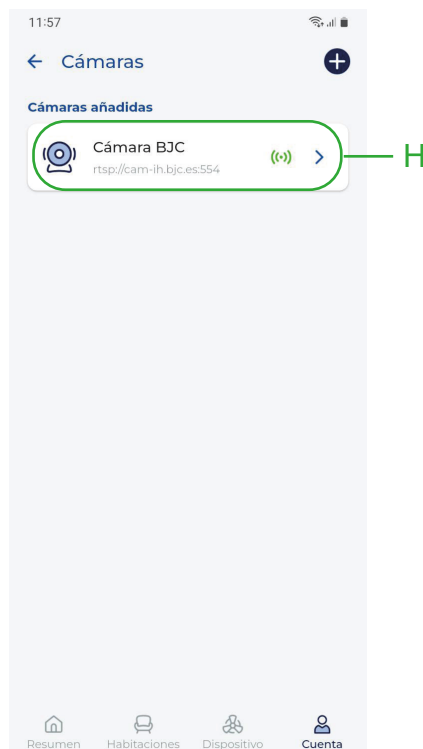 11:57
Cámaras
Cámaras añadidas
Cámara BJC
rtsp://cam-ih.bjc.es:554
H
Resumen Habitaciones Dispositivo Cuenta